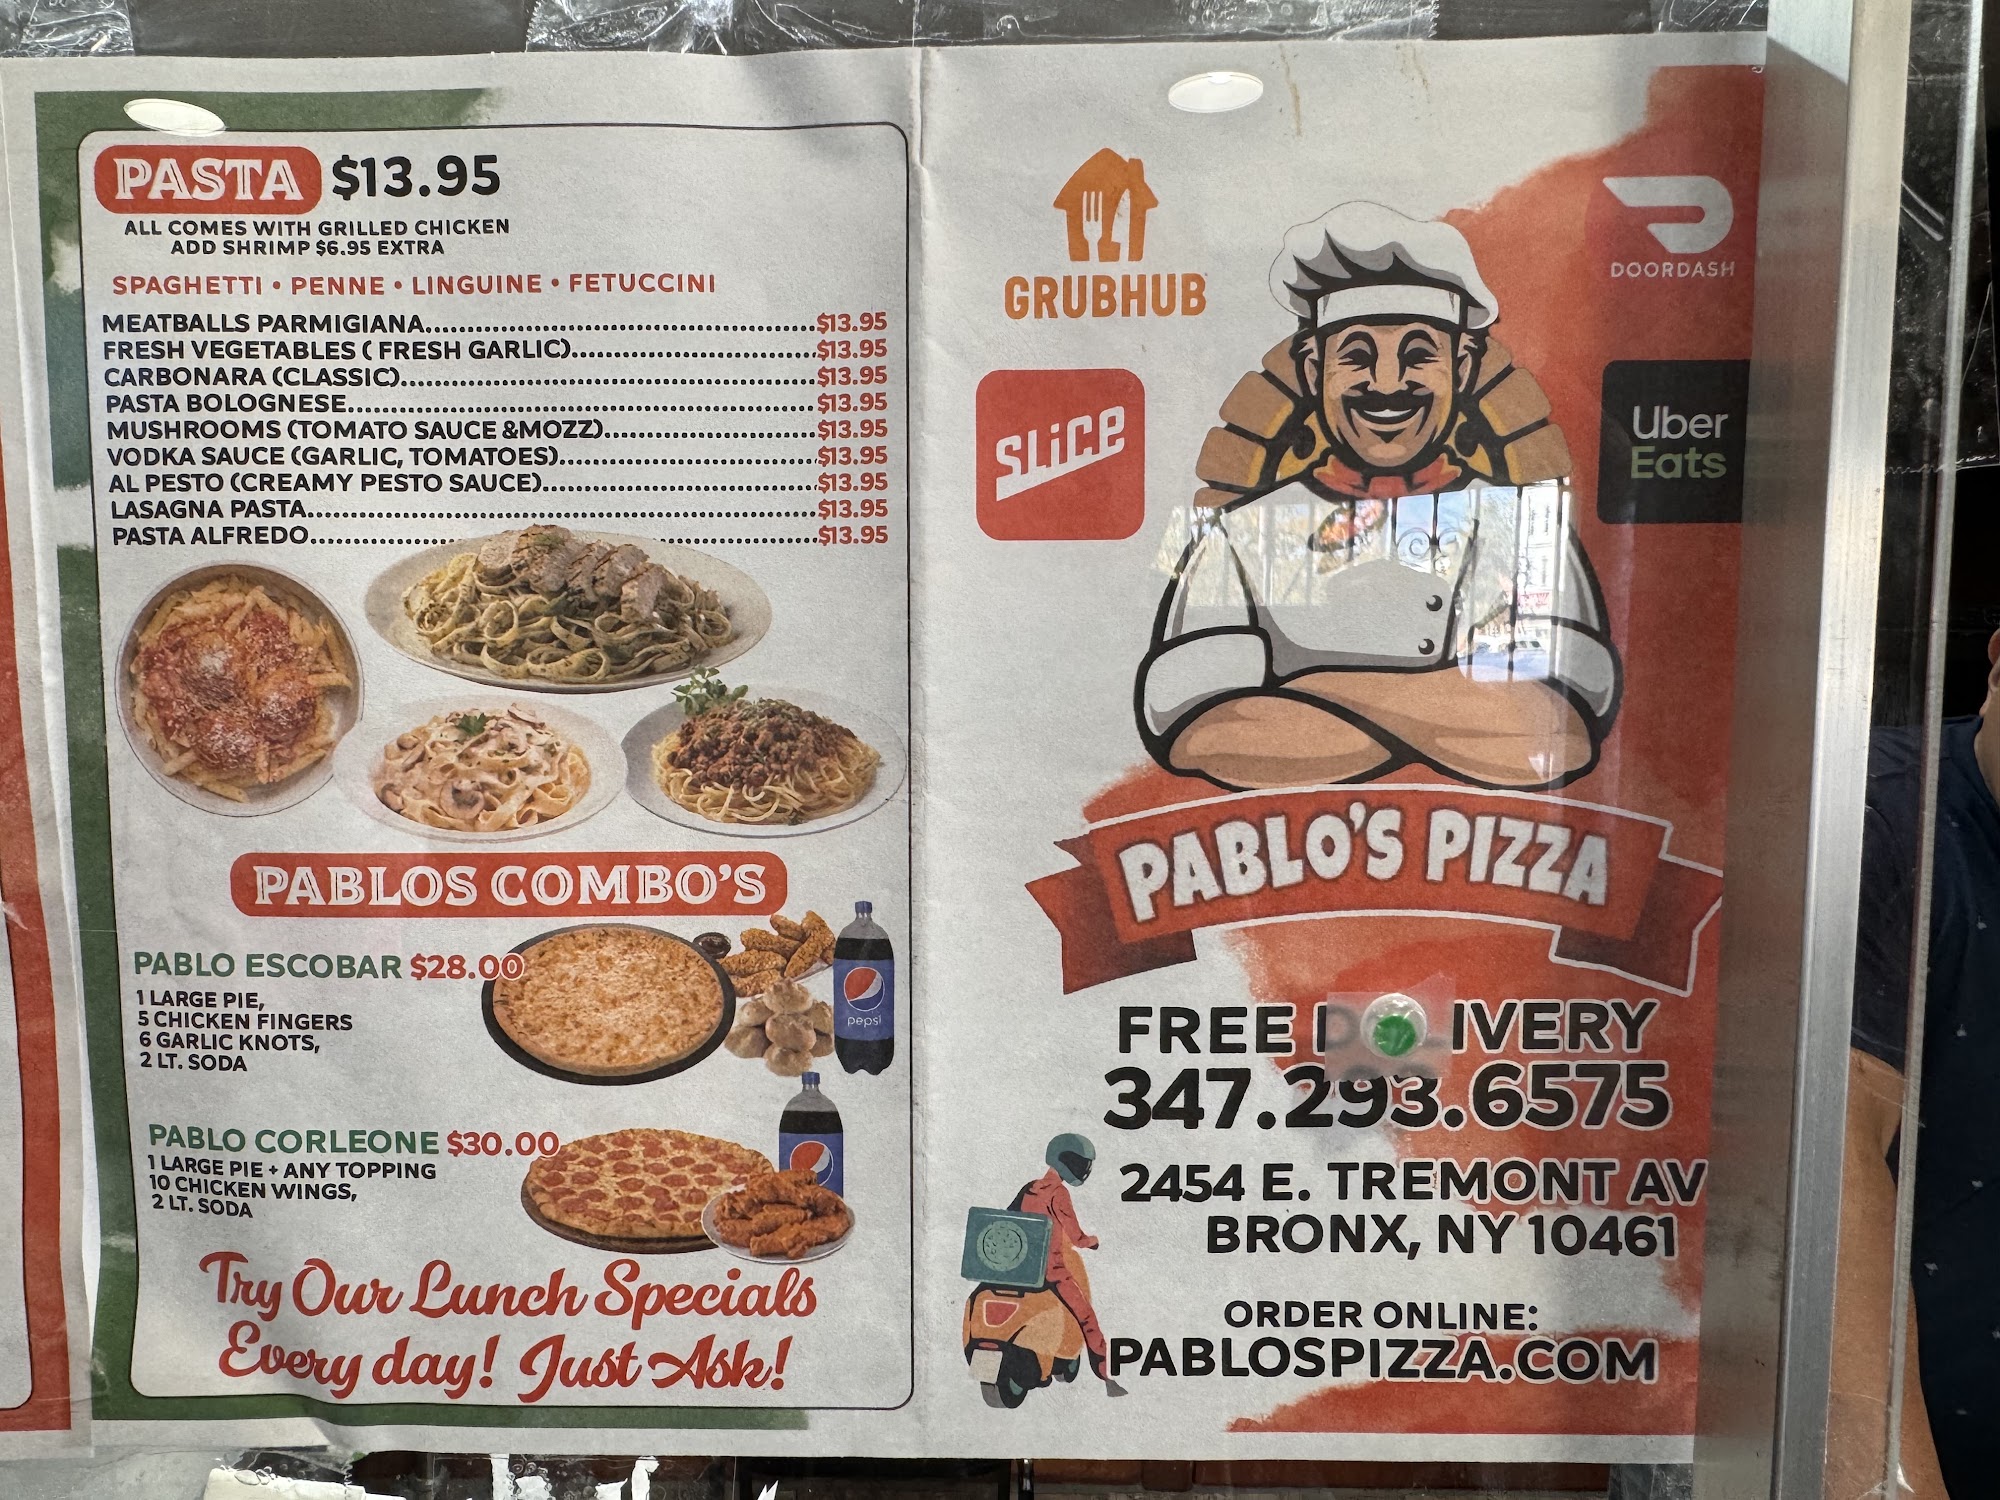 PASTA $13.95
ALL COMES WITH GRILLED CHICKEN
ADD SHRIMP $6.95 EXTRA
SPAGHETTI • PENNE • LINGUINE • FETUCCINI
MEATBALLS PARMIGIANA $13.95
FRESH VEGETABLES ( FRESH GARLIC) $13.95
CARBONARA (CLASSIC) $13.95
PASTA BOLOGNESE $13.95
MUSHROOMS (TOMATO SAUCE &MOZZ) $13.95
VODKA SAUCE (GARLIC, TOMATOES) $13.95
AL PESTO (CREAMY PESTO SAUCE) $13.95
LASAGNA PASTA $13.95
PASTA ALFREDO $13.95
PABLOS COMBO'S
PABLO ESCOBAR $28.00
1 LARGE PIE,
5 CHICKEN FINGERS
6 GARLIC KNOTS,
2 LT. SODA
pepsi
PABLO CORLEONE $30.00
1 LARGE PIE + ANY TOPPING
10 CHICKEN WINGS,
2 LT. SODA
Try Our Lunch Specials
Every day! Just Ask!
GRUBHUB
DOORDASH
SLiCE
Uber
Eats
PABLO'S PIZZA
FREE DELIVERY
347.293.6575
2454 E. TREMONT AV
BRONX, NY 10461
ORDER ONLINE:
PABLOSPIZZA.COM